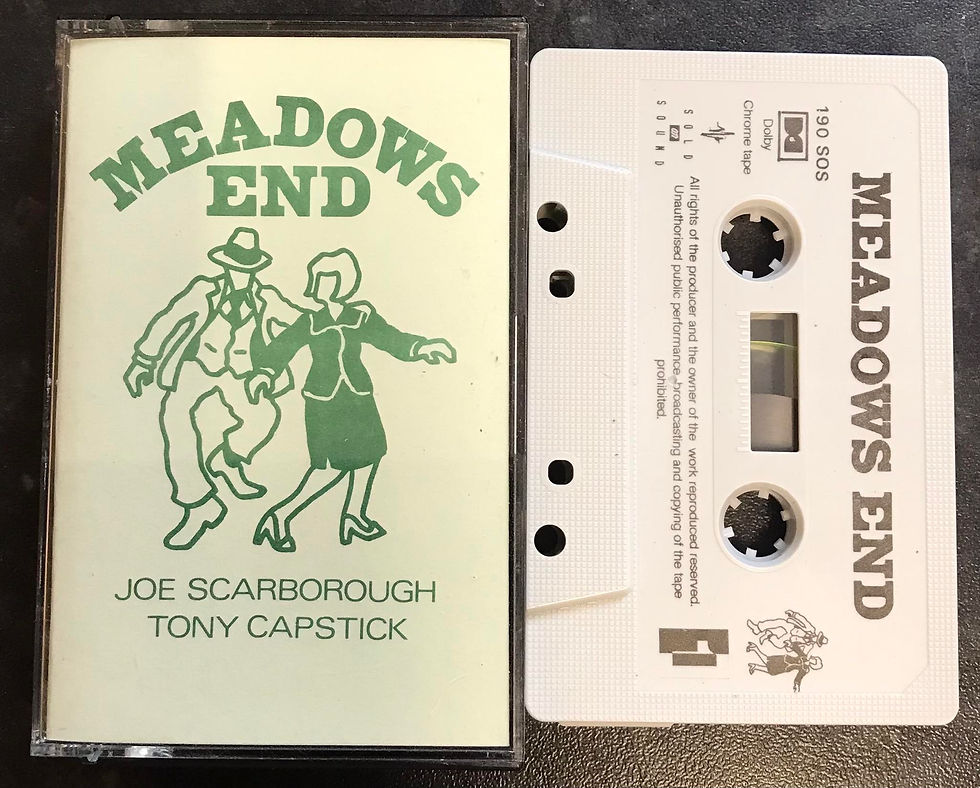 MEADOWS
END
JOE SCARBOROUGH
TONY CAPSTICK
MEADOWS END
190 SOS
Dolby
Chrome tape
SOLID
SOUND
All rights of the producer and the owner of the work reproduced reserved.
Unauthorised public performance, broadcasting and copying of the tape
prohibited.
1